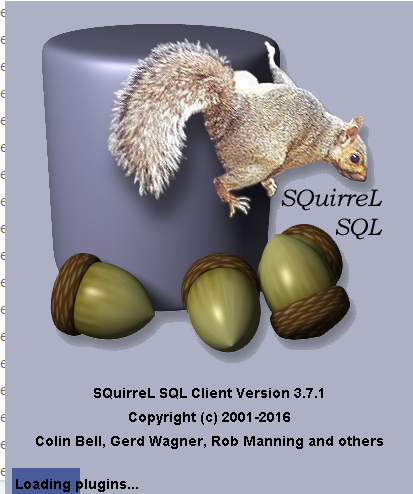 SQuirreL
SQL
SQuirreL SQL Client Version 3.7.1
Copyright (c) 2001-2016
Colin Bell, Gerd Wagner, Rob Manning and others
Loading plugins...